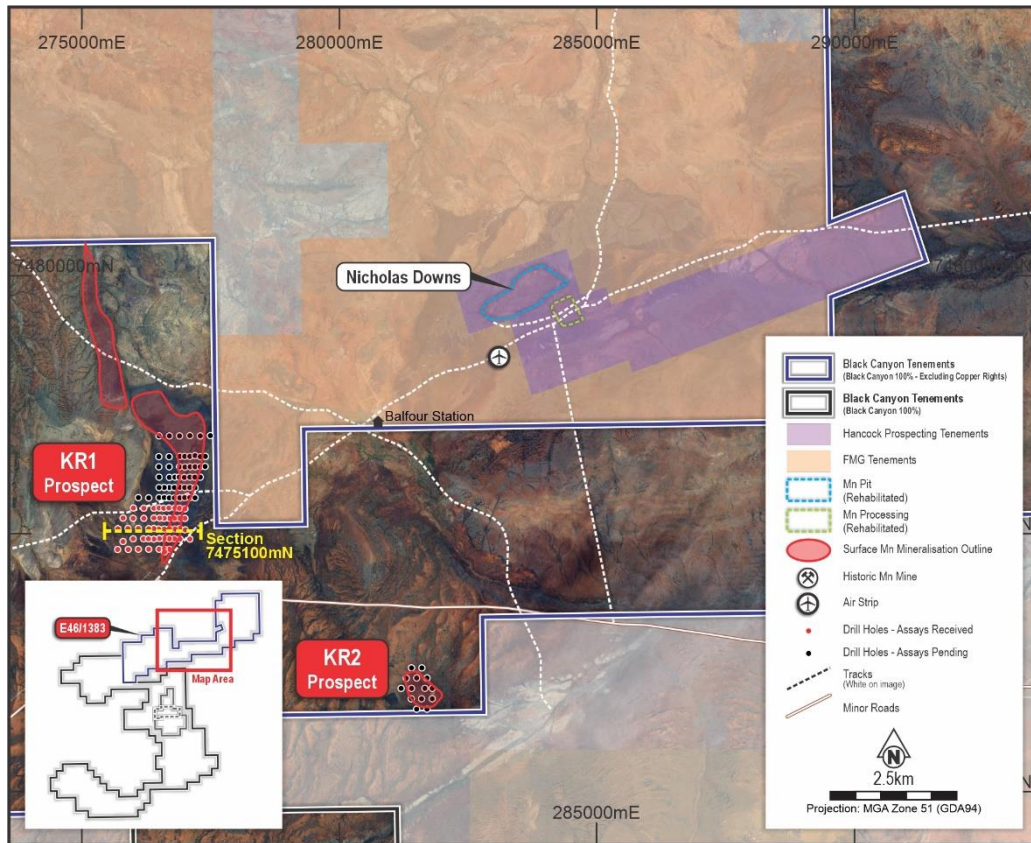 275000mE
280000mE
285000mE
290000mE
7480000mN
Nicholas Downs
Balfour Station
KR1
Prospect
Section
7475100mN
KR2
Prospect
E46/1383
Map Area
285000mE
N
Black Canyon Tenements
(Black Canyon 100% - Excluding Copper Rights)
Black Canyon Tenements
(Black Canyon 100%)
Hancock Prospecting Tenements
FMG Tenements
Mn Pit
(Rehabilitated)
Mn Processing
(Rehabilitated)
Surface Mn Mineralisation Outline
Historic Mn Mine
Air Strip
Drill Holes - Assays Received
Drill Holes - Assays Pending
Tracks
(White on image)
Minor Roads
N
2.5km
Projection: MGA Zone 51 (GDA94)